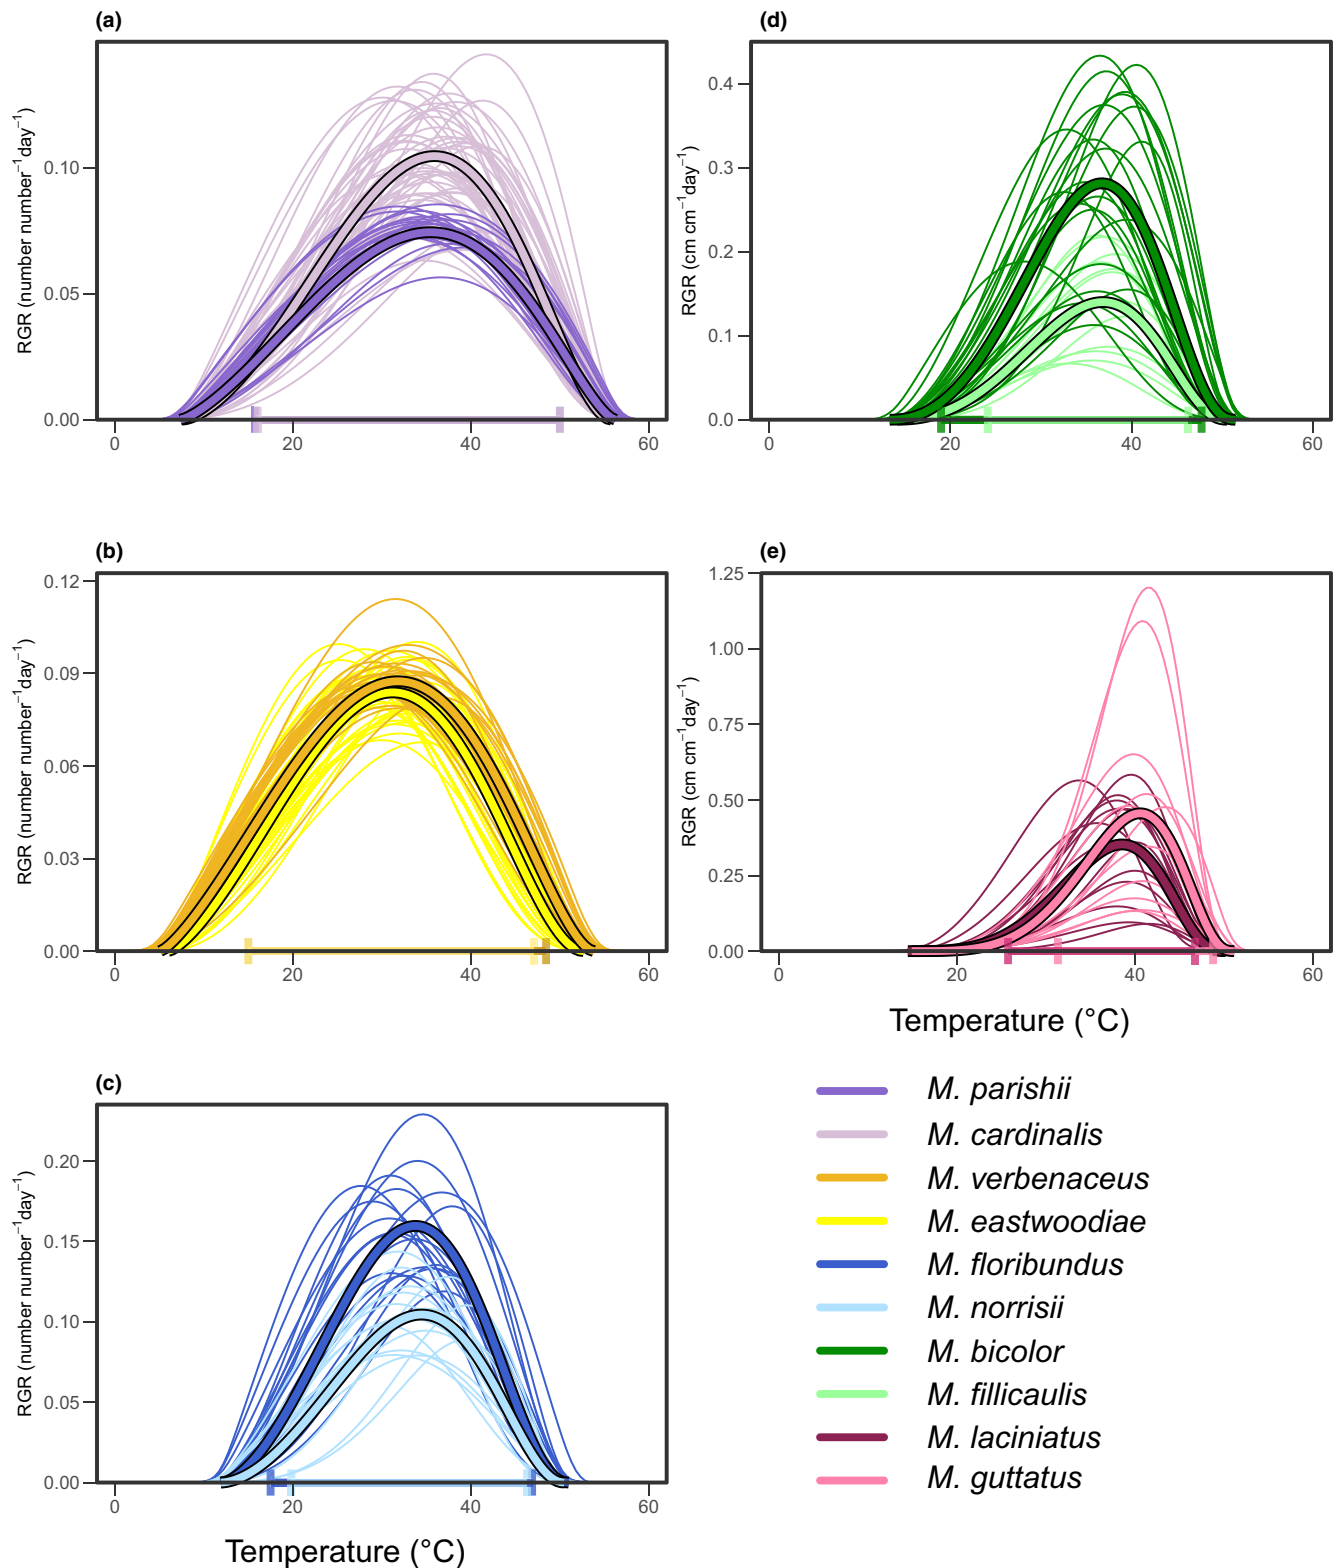 (a)
RGR (number number⁻¹day⁻¹)
0.10
0.05
0.00
0 20 40 60
(d)
RGR (cm cm⁻¹day⁻¹)
0.4
0.3
0.2
0.1
0.0
0 20 40 60
(b)
RGR (number number⁻¹day⁻¹)
0.12
0.09
0.06
0.03
0.00
0 20 40 60
(e)
RGR (cm cm⁻¹day⁻¹)
1.25
1.00
0.75
0.50
0.25
0.00
0 20 40 60
Temperature (°C)
(c)
RGR (number number⁻¹day⁻¹)
0.20
0.15
0.10
0.05
0.00
0 20 40 60
Temperature (°C)
M. parishii
M. cardinalis
M. verbenaceus
M. eastwoodiae
M. floribundus
M. norrisii
M. bicolor
M. fillicaulis
M. laciniatus
M. guttatus